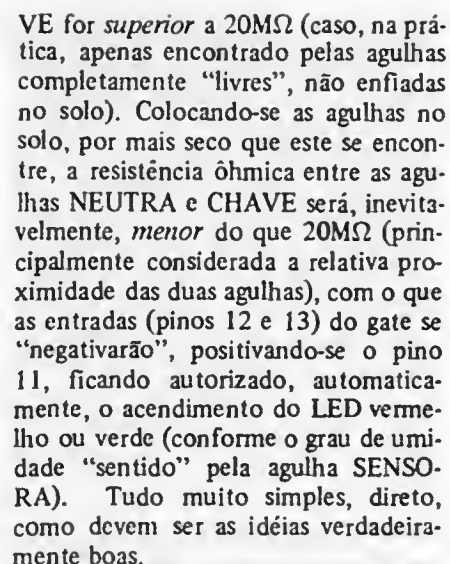 VE for superior a 20MΩ (caso, na prá-
tica, apenas encontrado pelas agulhas
completamente “livres”, não enfiadas
no solo). Colocando-se as agulhas no
solo, por mais seco que este se encon-
tre, a resistência ôhmica entre as agu-
lhas NEUTRA e CHAVE será, inevita-
velmente, menor do que 20MΩ (prin-
cipalmente considerada a relativa pro-
ximidade das duas agulhas), com o que
as entradas (pinos 12 e 13) do gate se
“negativarão”, positivando-se o pino
11, ficando autorizado, automatica-
mente, o acendimento do LED verme-
lho ou verde (conforme o grau de umi-
dade “sentido” pela agulha SENSO-
RA). Tudo muito simples, direto,
como devem ser as idéias verdadeira-
mente boas.